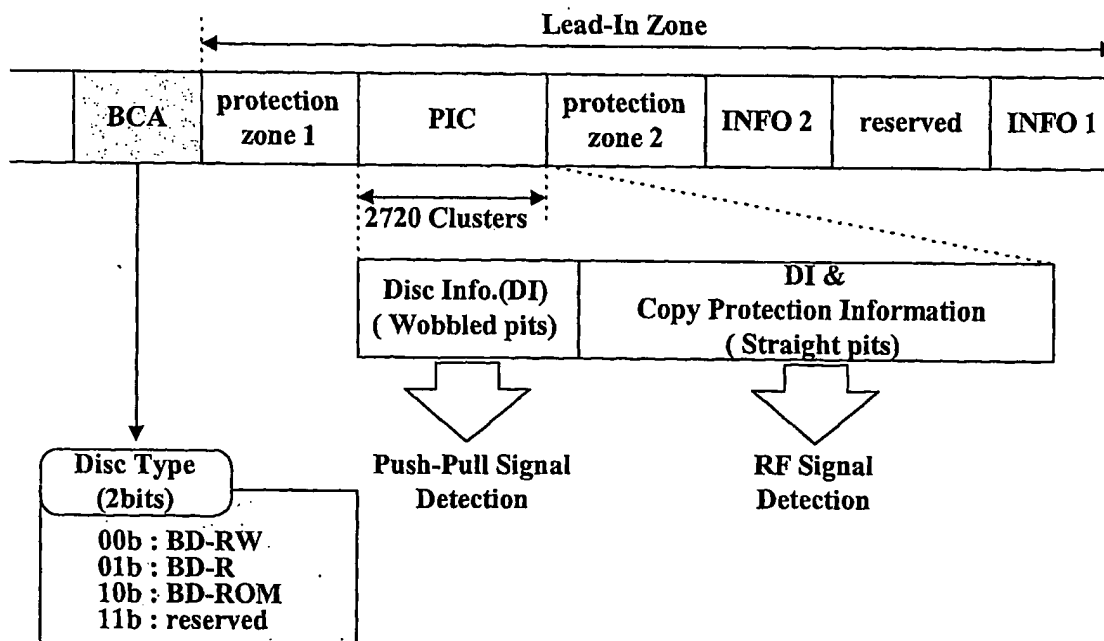 Lead-In Zone
BCA
protection
zone 1
PIC
protection
zone 2
INFO 2
reserved
INFO 1
2720 Clusters
Disc Info.(DI)
( Wobbled pits)
DI &
Copy Protection Information
( Straight pits)
Push-Pull Signal
Detection
RF Signal
Detection
Disc Type
(2bits)
00b : BD-RW
01b : BD-R
10b : BD-ROM
11b : reserved